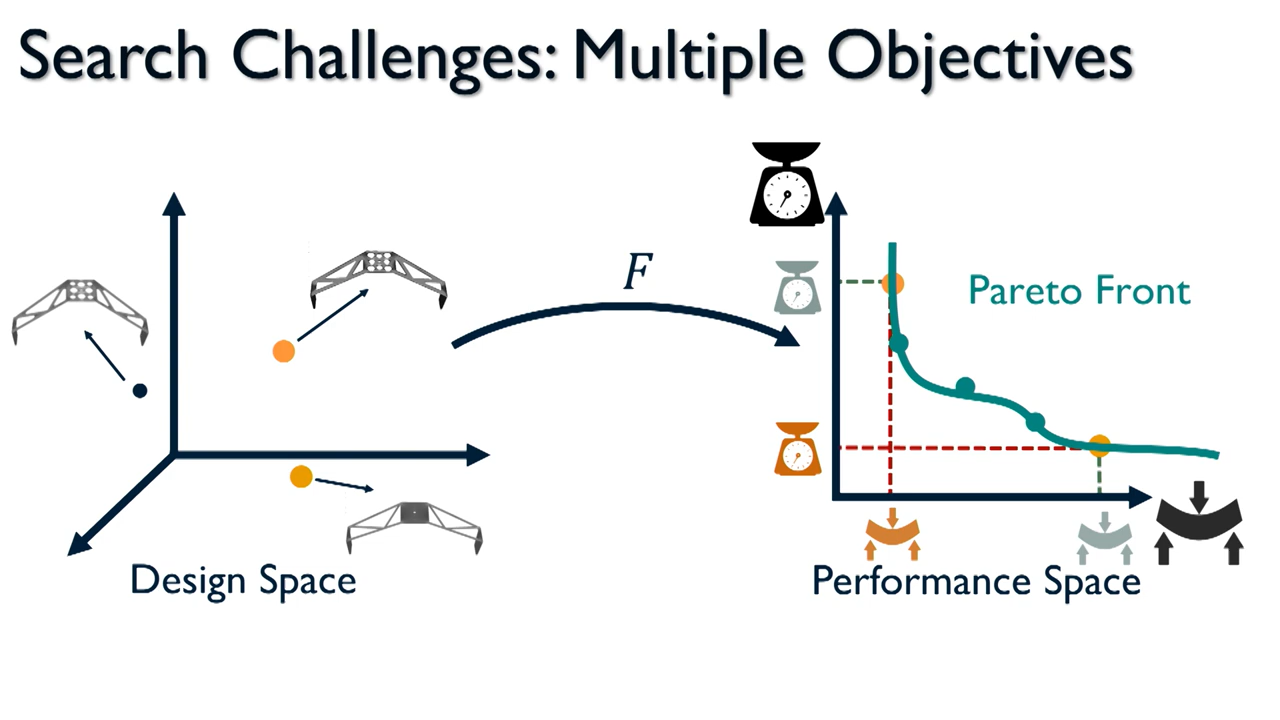 Search Challenges: Multiple Objectives
F
Pareto Front
Design Space
Performance Space